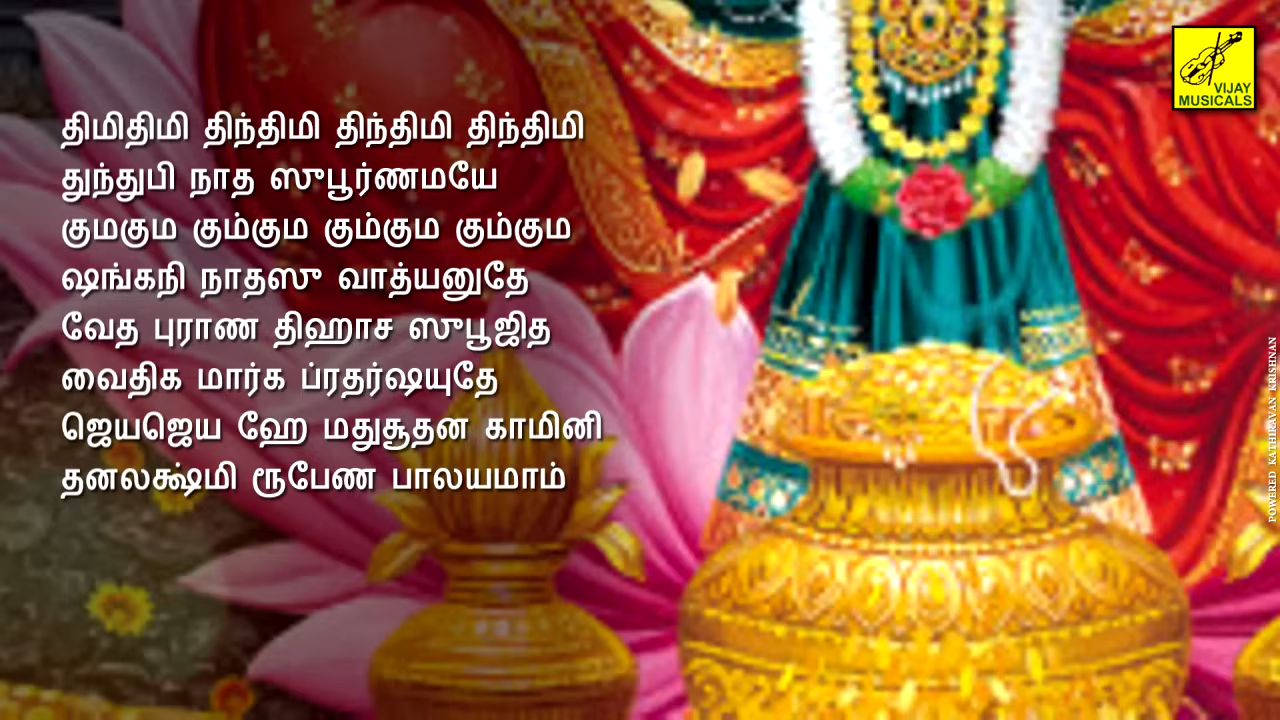 திமிதிமி திந்திமி திந்திமி திந்திமி
துந்துபி நாத ஸுபூர்ணமயே
குமகும கும்கும கும்கும கும்கும
ஷங்கநி நாதஸு வாத்யனுதே
வேத புராண திஹாச ஸுபூஜித
வைதிக மார்க ப்ரதர்ஷயுதே
ஜெயஜெய ஹே மதுசூதன காமினி
தனலக்ஷ்மி ரூபேண பாலயமாம்
VIJAY
MUSICALS
POWERED KATHIRAVAN KRISHNAN